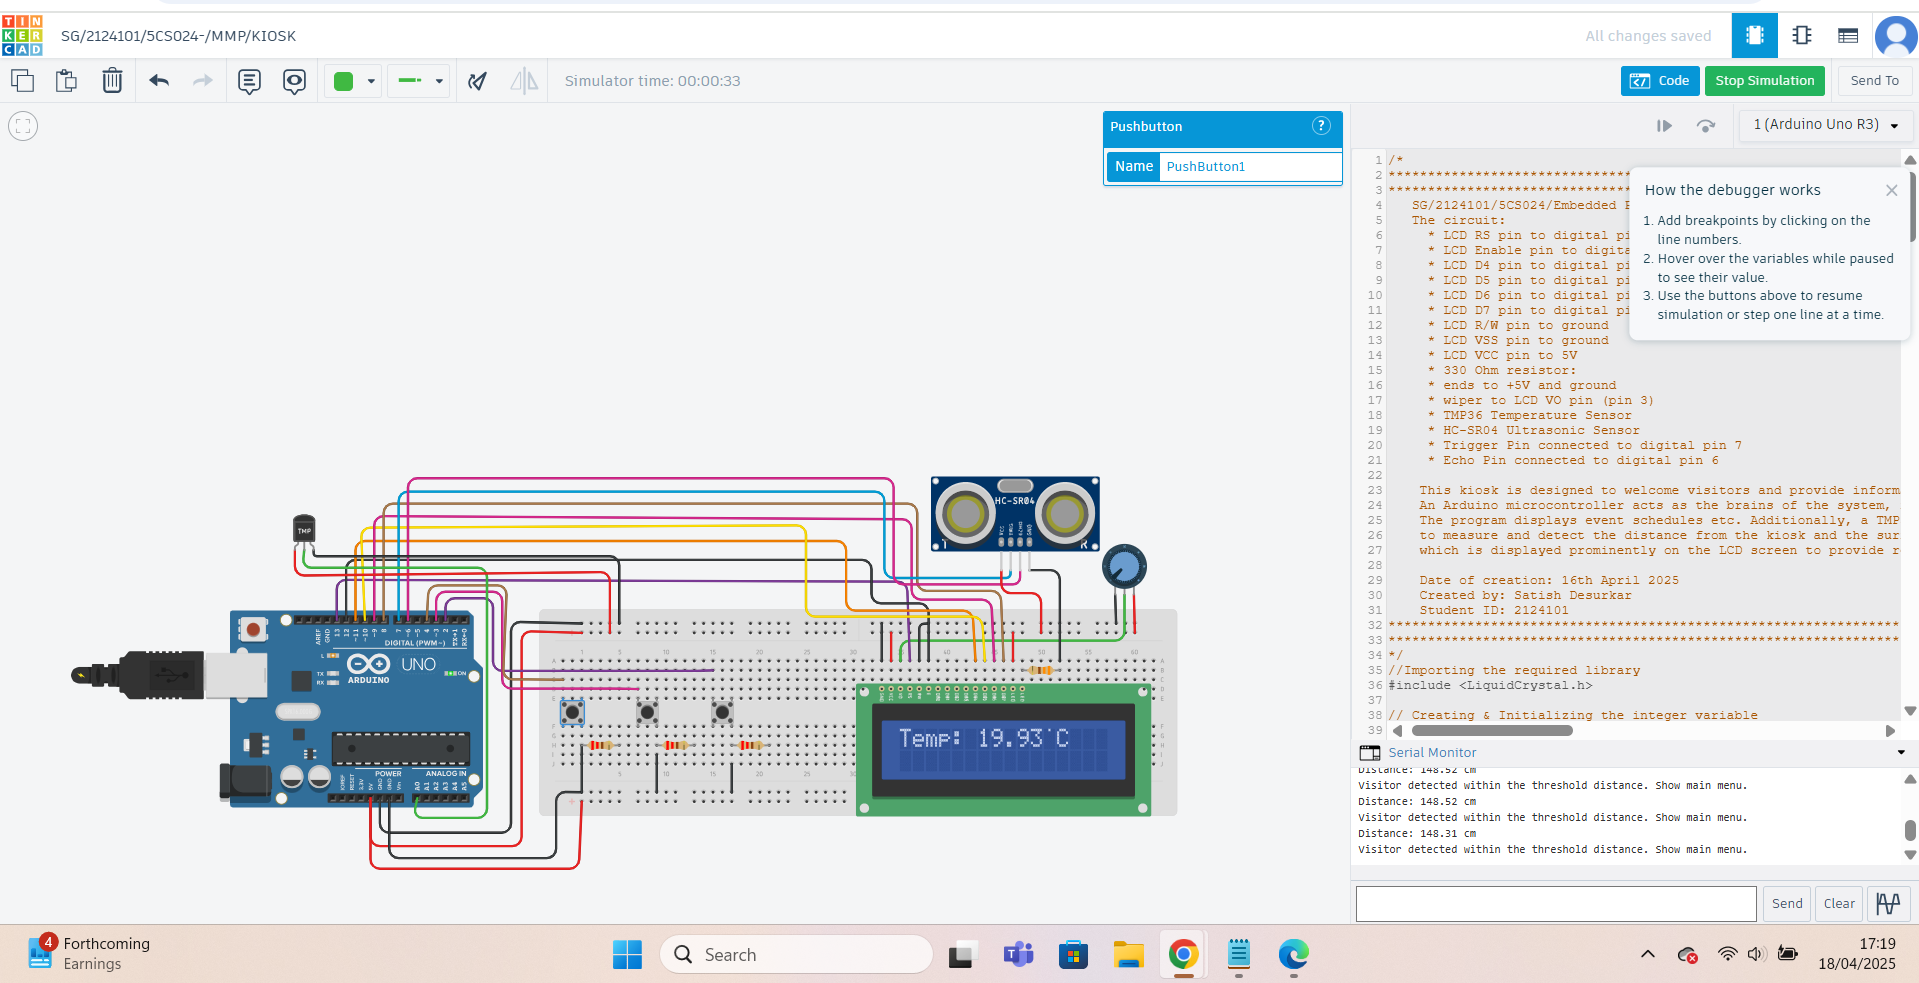 TIN
KER
CAD
SG/2124101/5CS024-/MMP/KIOSK
All changes saved
Simulator time: 00:00:33
Code
Stop Simulation
Send To
Pushbutton
?
Name
PushButton1
1 (Arduino Uno R3)
How the debugger works
1. Add breakpoints by clicking on the
line numbers.
2. Hover over the variables while paused
to see their value.
3. Use the buttons above to resume
simulation or step one line at a time.
1 /*
2 ******************************
3 ******************************
4 SG/2124101/5CS024/Embedded
5 The circuit:
6 * LCD RS pin to digital
7 * LCD Enable pin to
8 * LCD D4 pin to digital
9 * LCD D5 pin to digital
10 * LCD D6 pin to digital
11 * LCD D7 pin to digital
12 * LCD R/W pin to ground
13 * LCD VSS pin to ground
14 * LCD VCC pin to 5V
15 * 330 Ohm resistor:
16 * ends to +5V and ground
17 * wiper to LCD VO pin (pin 3)
18 * TMP36 Temperature Sensor
19 * HC-SR04 Ultrasonic Sensor
20 * Trigger Pin connected to digital pin 7
21 * Echo Pin connected to digital pin 6
22
23 This kiosk is designed to welcome visitors and provide inform
24 An Arduino microcontroller acts as the brains of the system,
25 The program displays event schedules etc. Additionally, a TMP
26 to measure and detect the distance from the kiosk and the sur
27 which is displayed prominently on the LCD screen to provide r
28
29 Date of creation: 16th April 2025
30 Created by: Satish Desurkar
31 Student ID: 2124101
32 *****************************************************************
33 *****************************************************************
34 */
35 //Importing the required library
36 #include <LiquidCrystal.h>
37
38 // Creating & Initializing the integer variable
39
TMP
HC-SR04
T
R
DIGITAL (PWM~)
UNO
ARDUINO
ON
TX
RX
L
POWER
ANALOG IN
Temp: 19.93°C
Serial Monitor
Distance: 148.52 cm
Visitor detected within the threshold distance. Show main menu.
Distance: 148.52 cm
Visitor detected within the threshold distance. Show main menu.
Distance: 148.31 cm
Visitor detected within the threshold distance. Show main menu.
Send
Clear
4
Forthcoming
Earnings
Search
17:19
18/04/2025